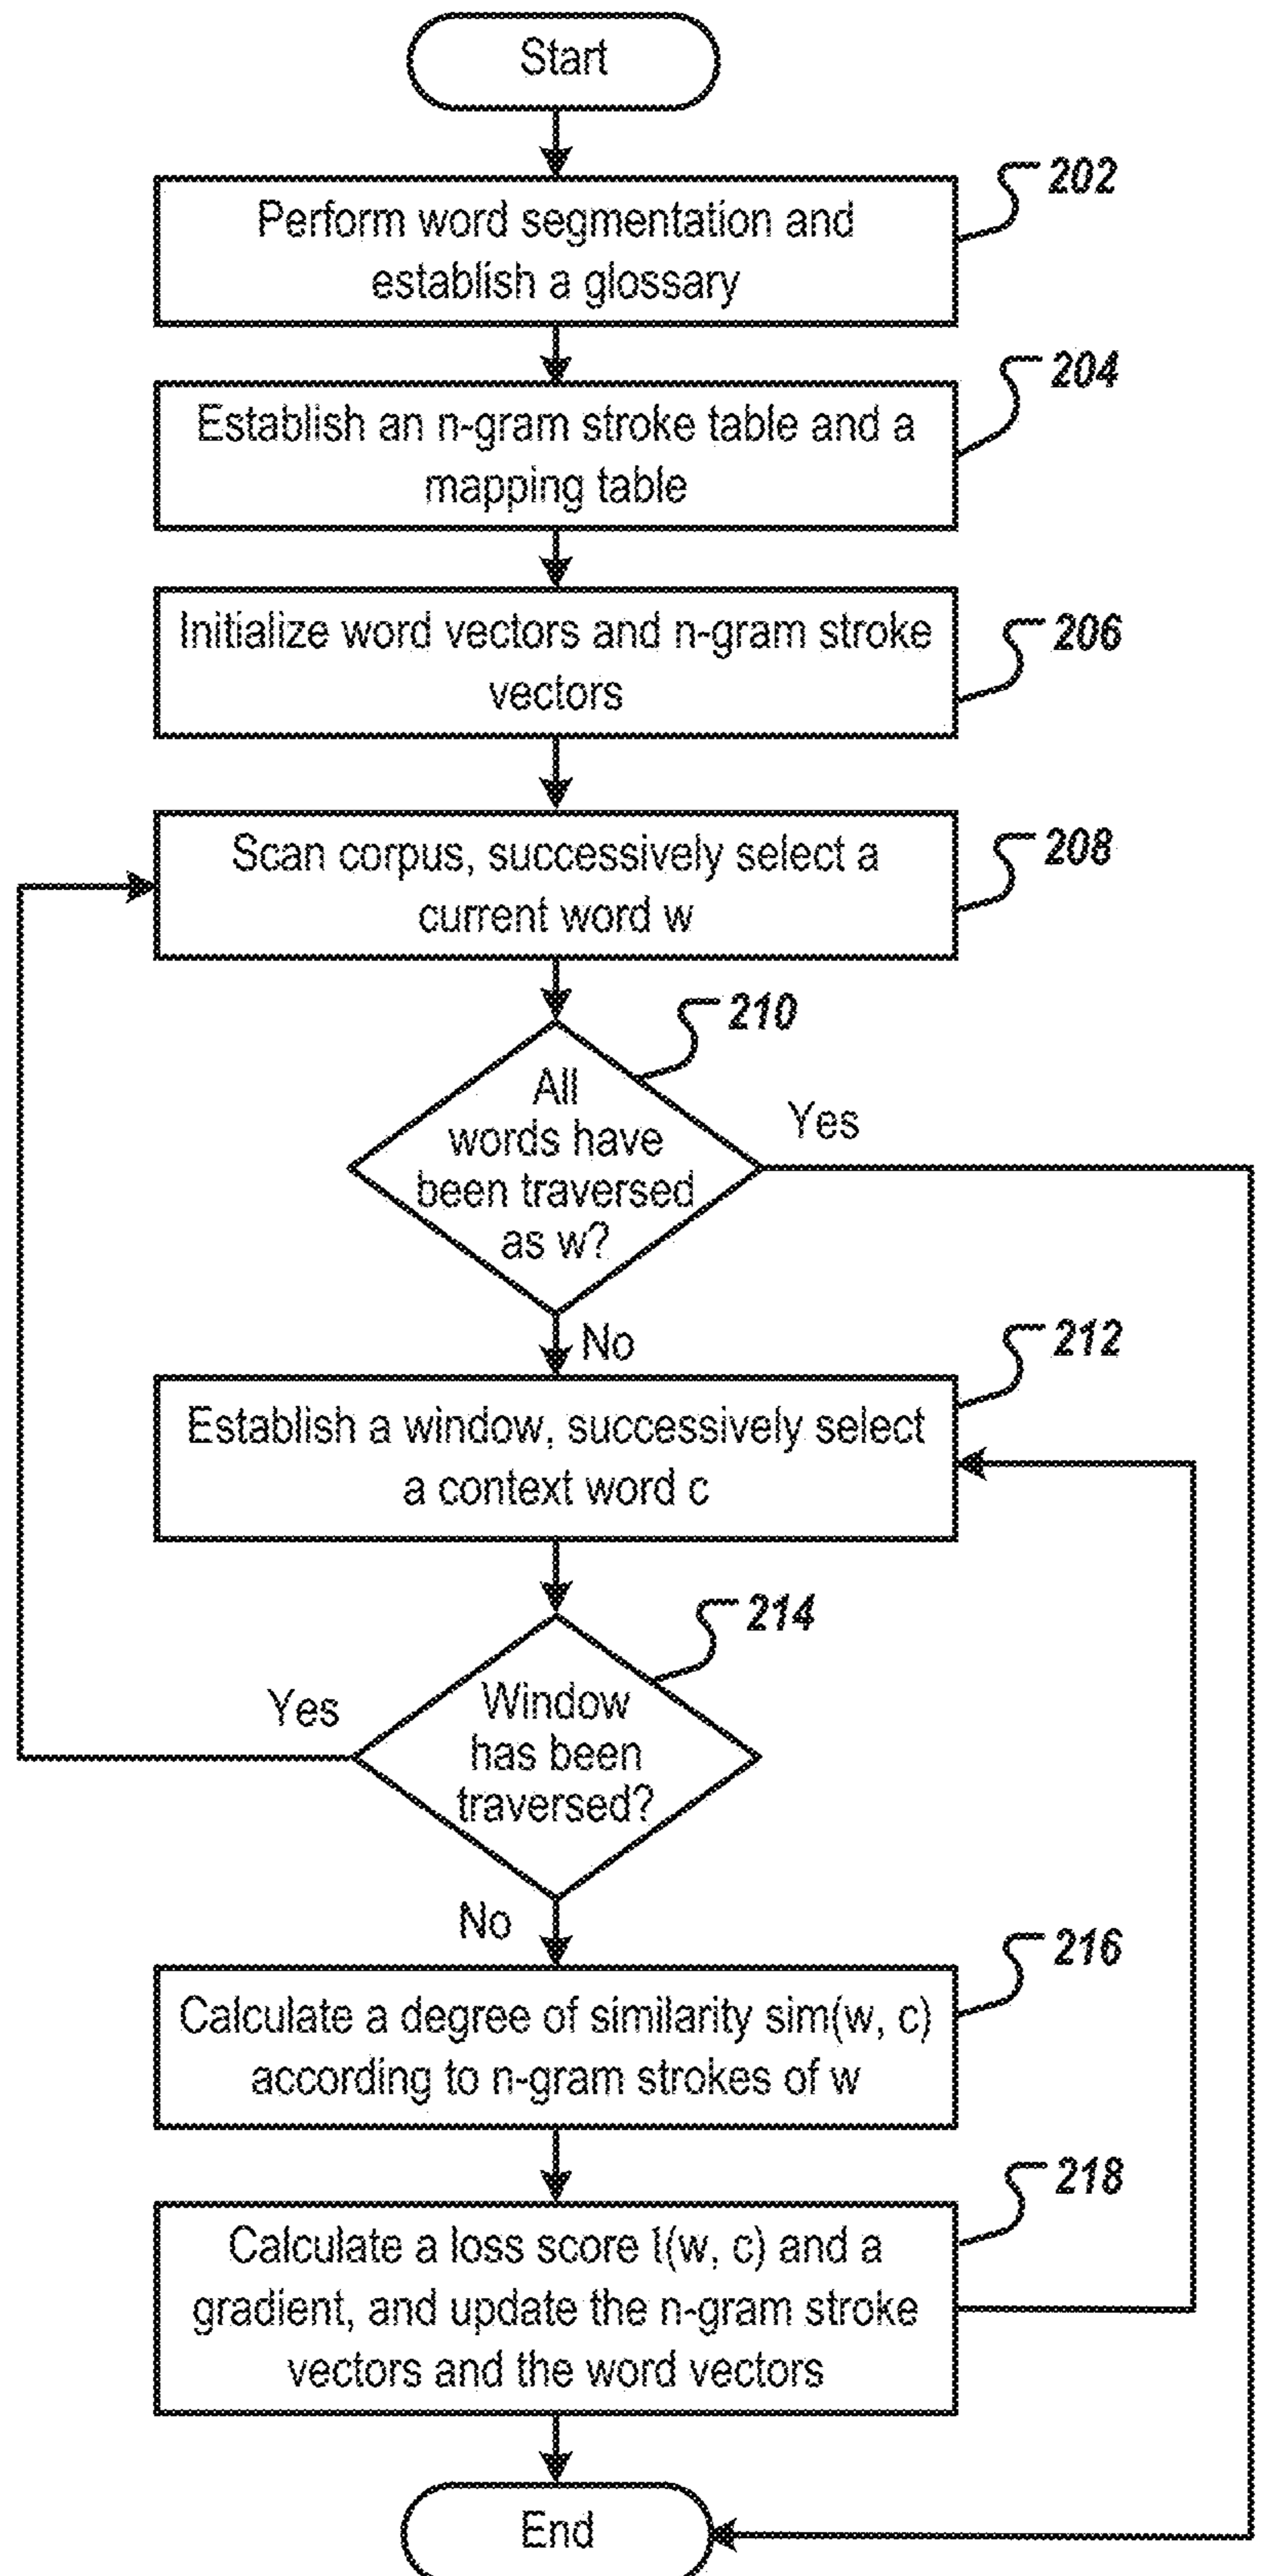 Start
Perform word segmentation and
establish a glossary
202
Establish an n-gram stroke table and a
mapping table
204
Initialize word vectors and n-gram stroke
vectors
206
Scan corpus, successively select a
current word w
208
All
words have
been traversed
as w?
210
Yes
No
Establish a window, successively select
a context word c
212
Window
has been
traversed?
214
Yes
No
Calculate a degree of similarity sim(w, c)
according to n-gram strokes of w
216
Calculate a loss score l(w, c) and a
gradient, and update the n-gram stroke
vectors and the word vectors
218
End